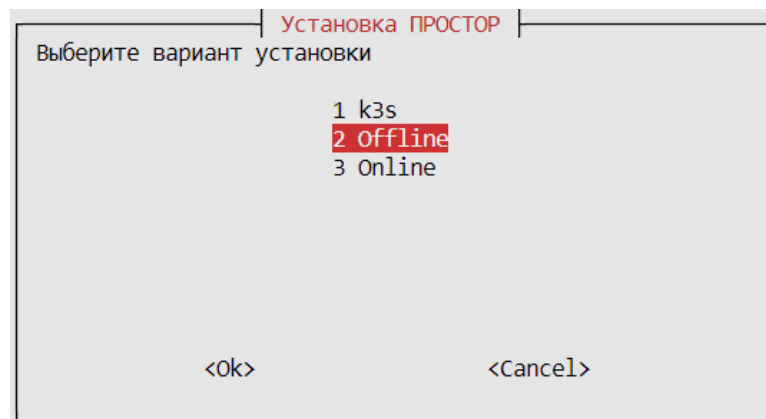 Установка ПРОСТОР
Выберите вариант установки
1 k3s
2 Offline
3 Online
<Ok> <Cancel>